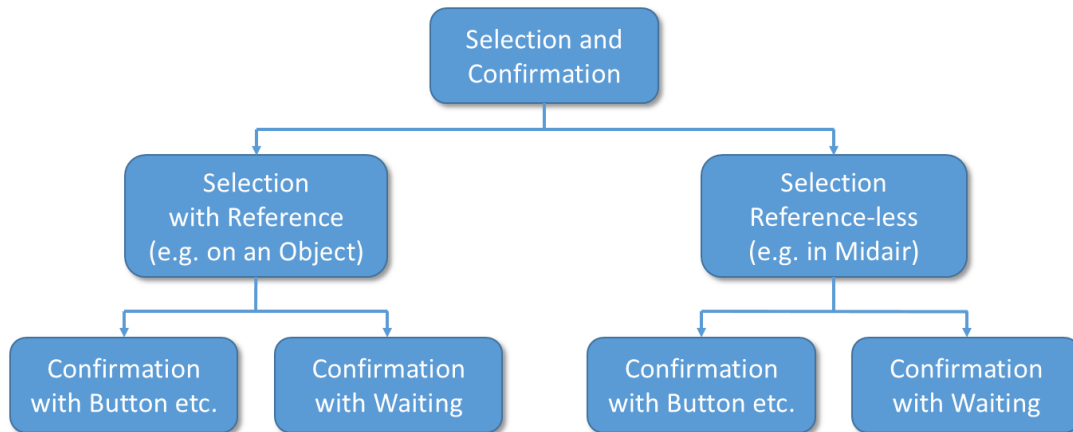 Selection and
Confirmation
Selection
with Reference
(e.g. on an Object)
Selection
Reference-less
(e.g. in Midair)
Confirmation
with Button etc.
Confirmation
with Waiting
Confirmation
with Button etc.
Confirmation
with Waiting